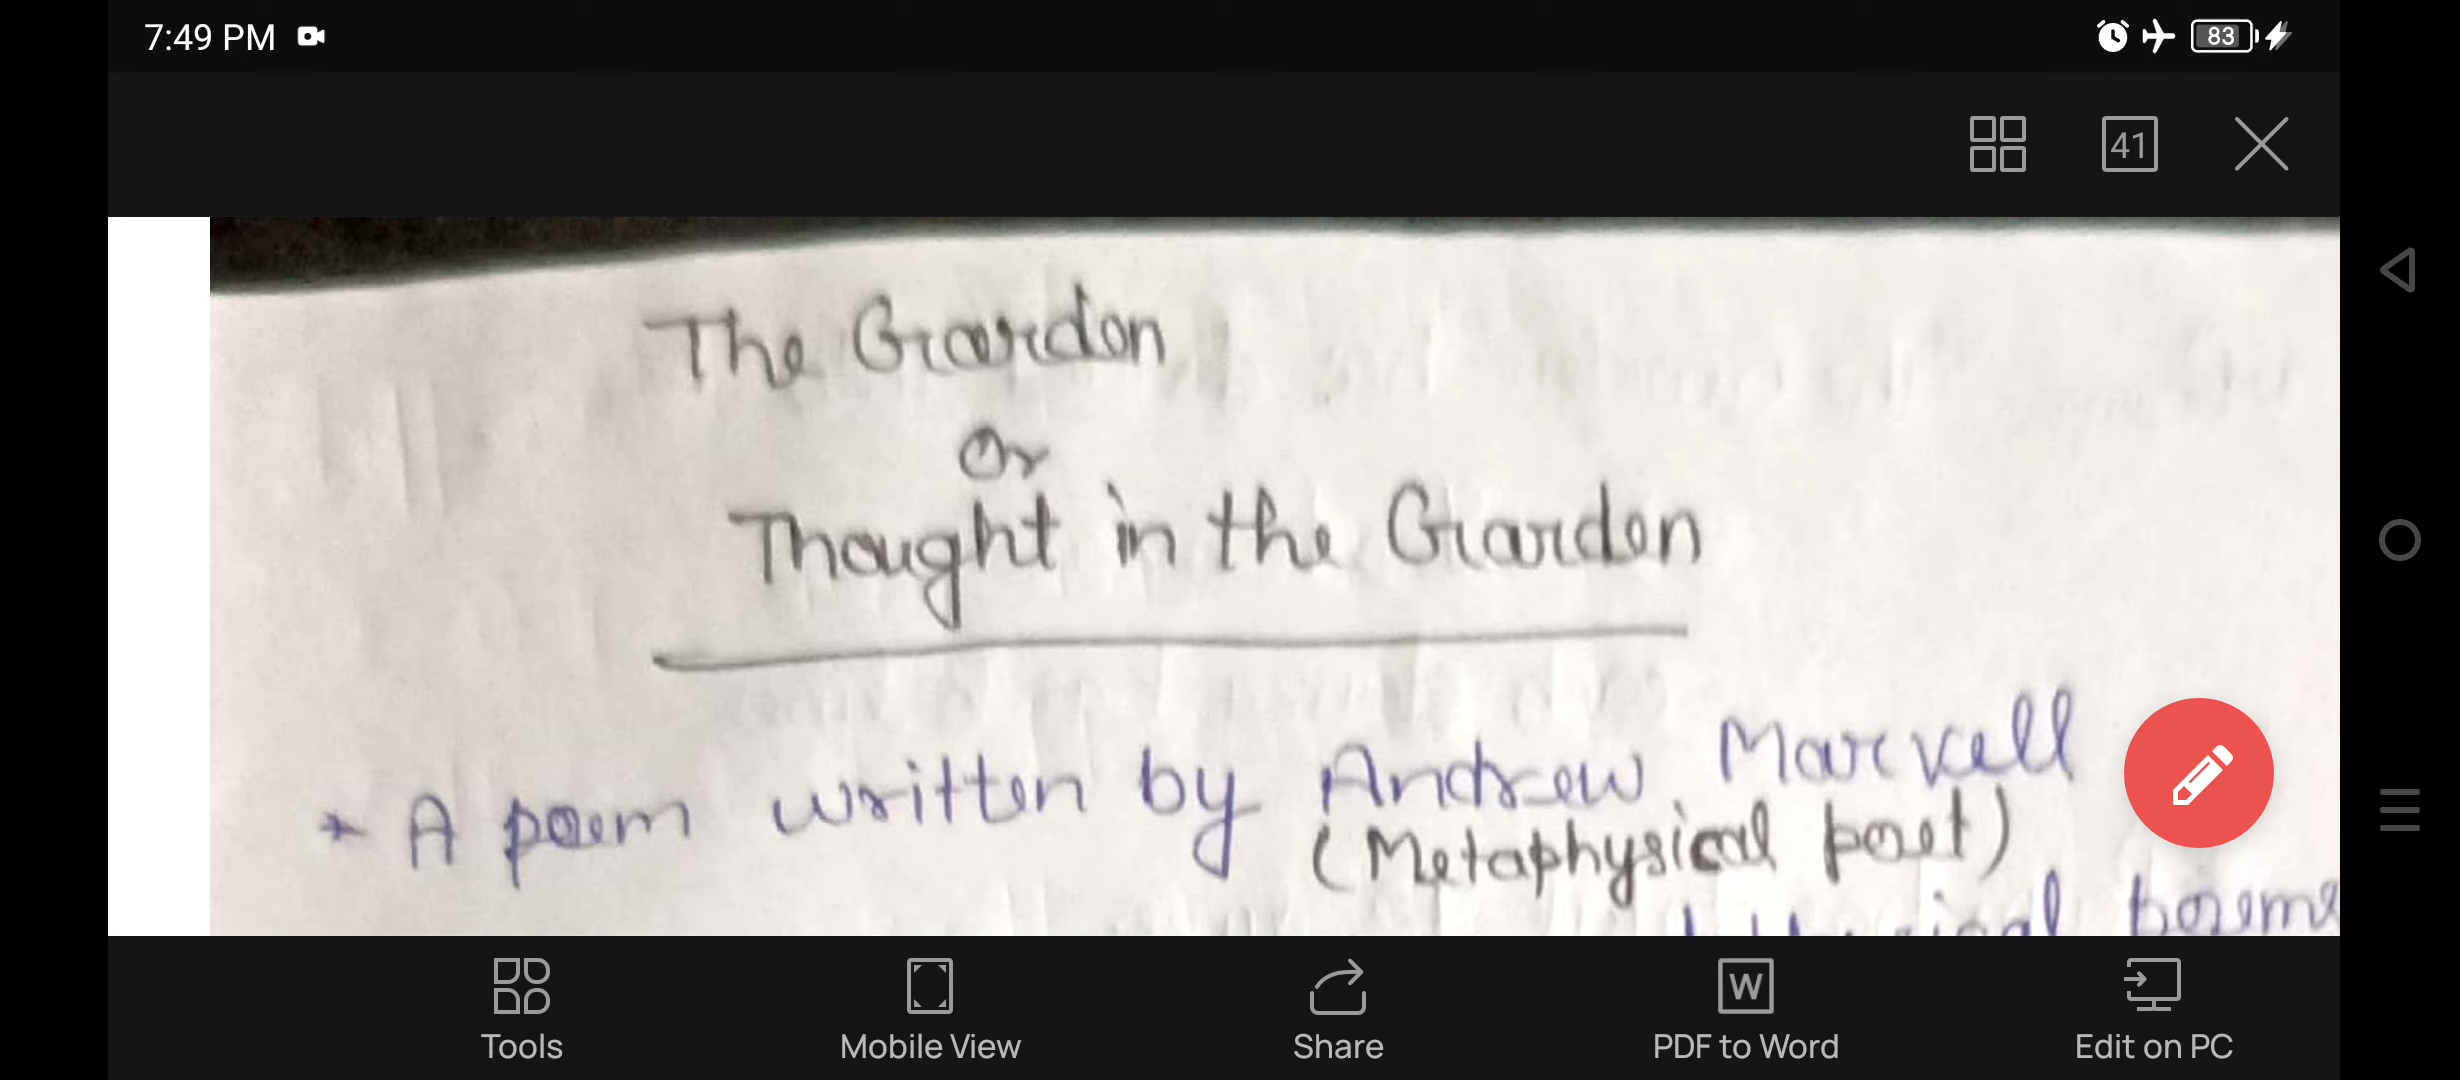 7:49 PM
83
41
The Garden
Or
Thought in the Garden
* A poem written by Andrew Marvell
(Metaphysical poet)
poems
Tools
Mobile View
Share
W
PDF to Word
Edit on PC